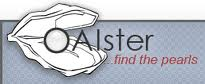 OAIster
...find the pearls